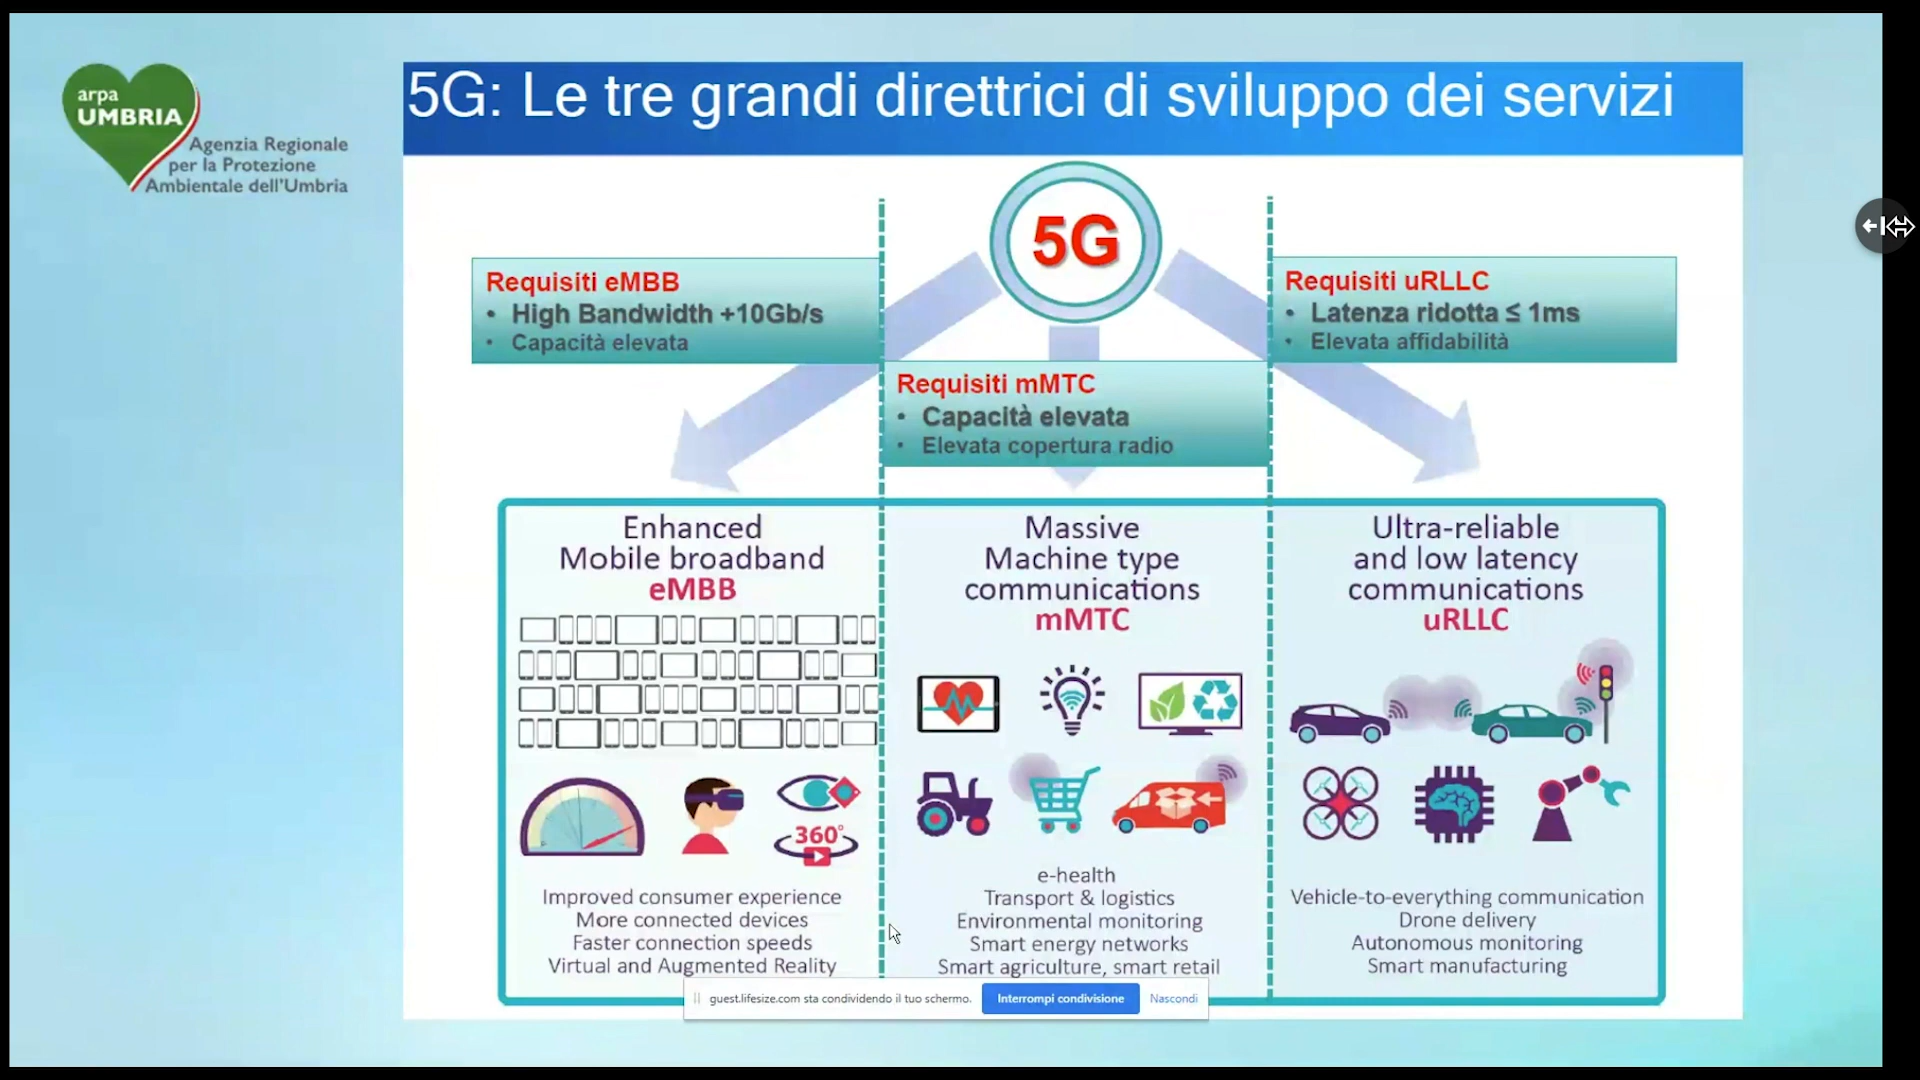 arpa
UMBRIA
Agenzia Regionale
per la Protezione
Ambientale dell'Umbria
5G: Le tre grandi direttrici di sviluppo dei servizi
5G
Requisiti eMBB
• High Bandwidth +10Gb/s
• Capacità elevata
Requisiti mMTC
• Capacità elevata
• Elevata copertura radio
Requisiti uRLLC
• Latenza ridotta ≤ 1ms
• Elevata affidabilità
Enhanced
Mobile broadband
eMBB
360°
Improved consumer experience
More connected devices
Faster connection speeds
Virtual and Augmented Reality
Massive
Machine type
communications
mMTC
e-health
Transport & logistics
Environmental monitoring
Smart energy networks
Smart agriculture, smart retail
Ultra-reliable
and low latency
communications
uRLLC
Vehicle-to-everything communication
Drone delivery
Autonomous monitoring
Smart manufacturing
guest.lifesize.com sta condividendo il tuo schermo.
Interrompi condivisione
Nascondi